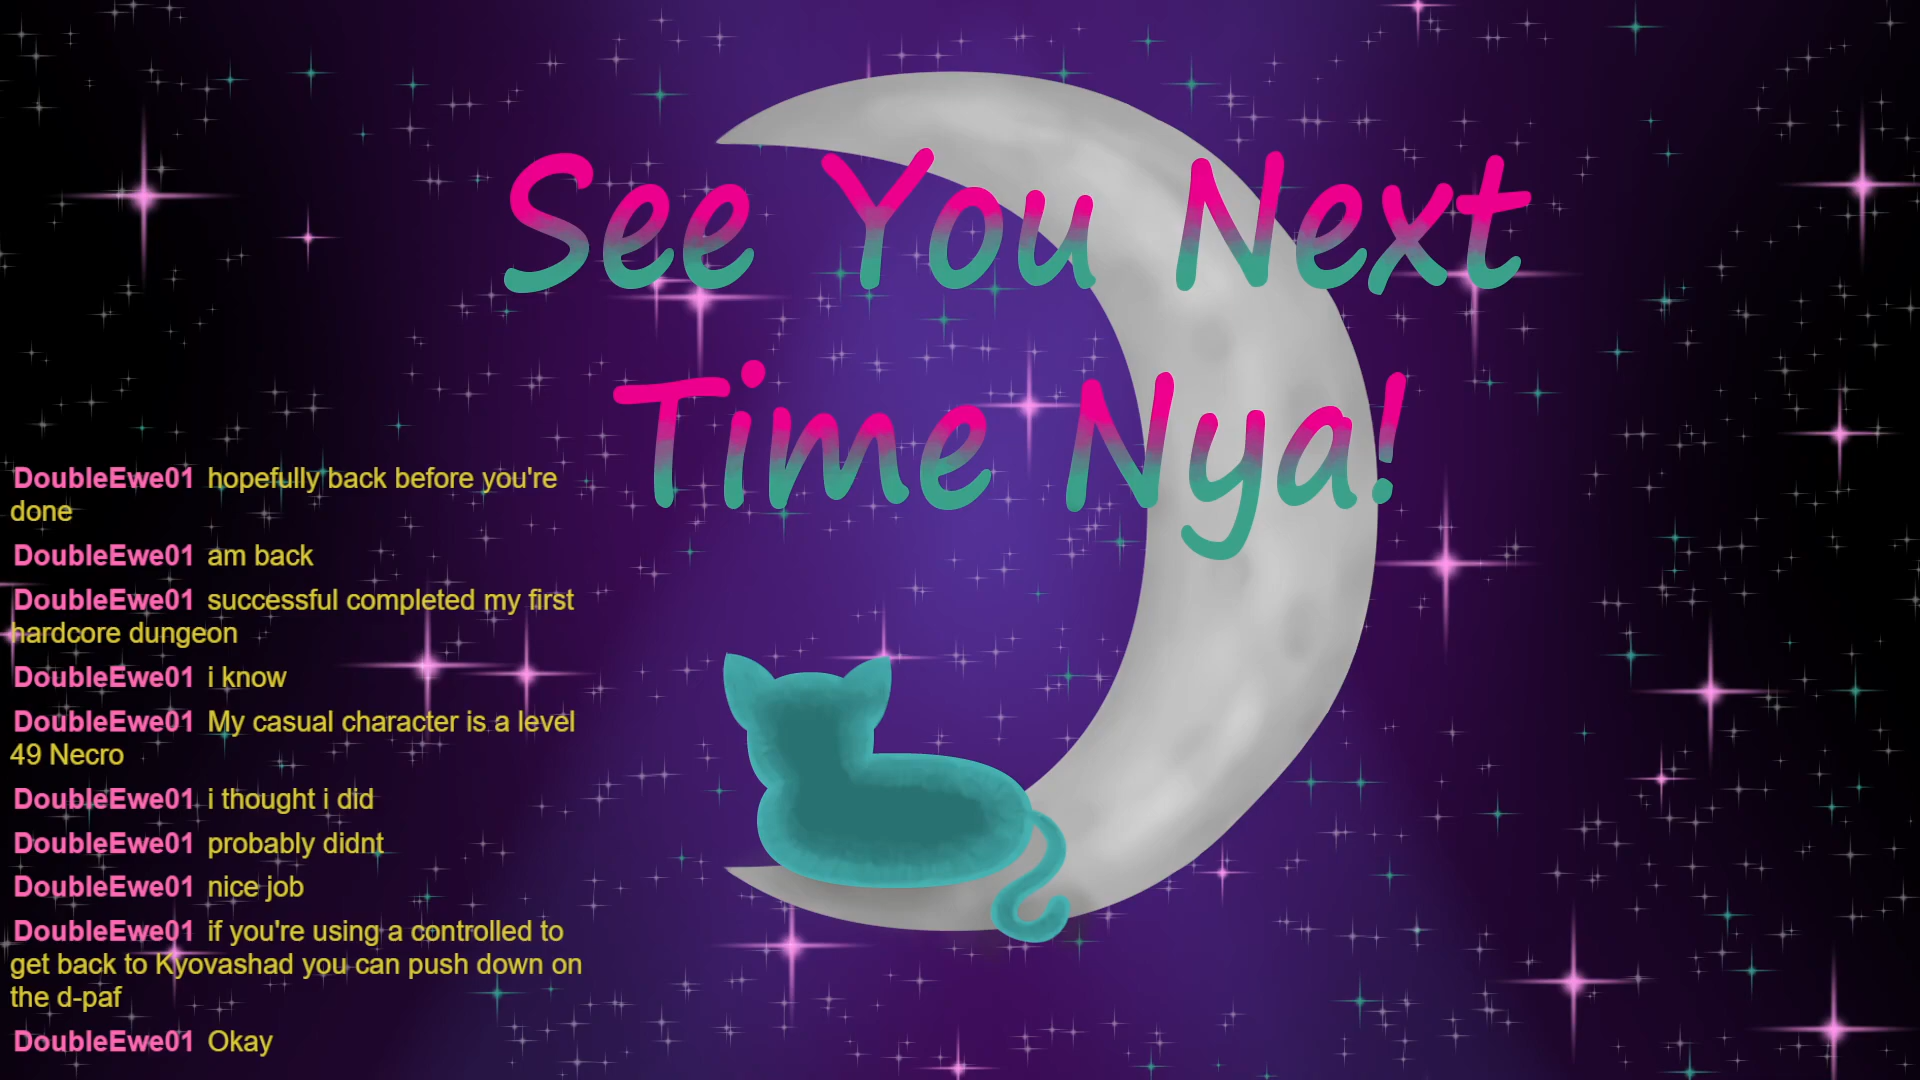 See You Next
Time Nya!
DoubleEwe01 hopefully back before you're
done
DoubleEwe01 am back
DoubleEwe01 successful completed my first
hardcore dungeon
DoubleEwe01 i know
DoubleEwe01 My casual character is a level
49 Necro
DoubleEwe01 i thought i did
DoubleEwe01 probably didnt
DoubleEwe01 nice job
DoubleEwe01 if you're using a controlled to
get back to Kyovashad you can push down on
the d-paf
DoubleEwe01 Okay